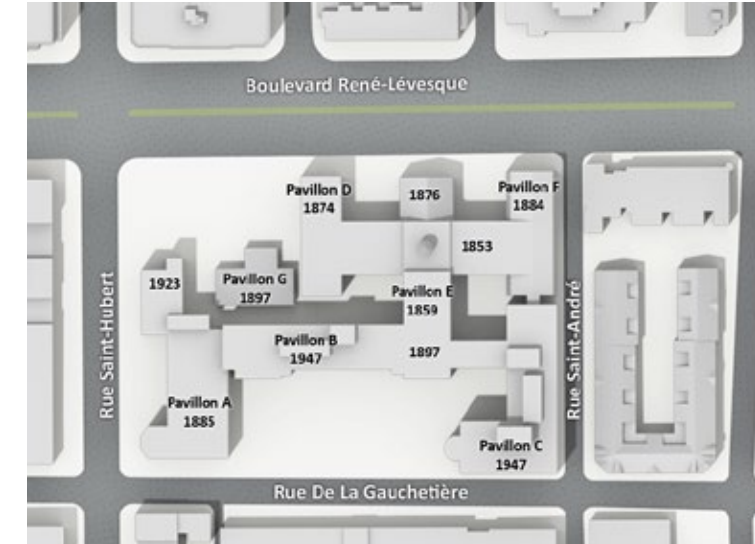 Boulevard René-Lévesque
Pavillon D
1874
1876
Pavillon F
1884
1853
1923
Pavillon G
1897
Pavillon E
1859
Pavillon B
1947
1897
Rue Saint-Hubert
Rue Saint-André
Pavillon A
1885
Pavillon C
1947
Rue De La Gauchetière